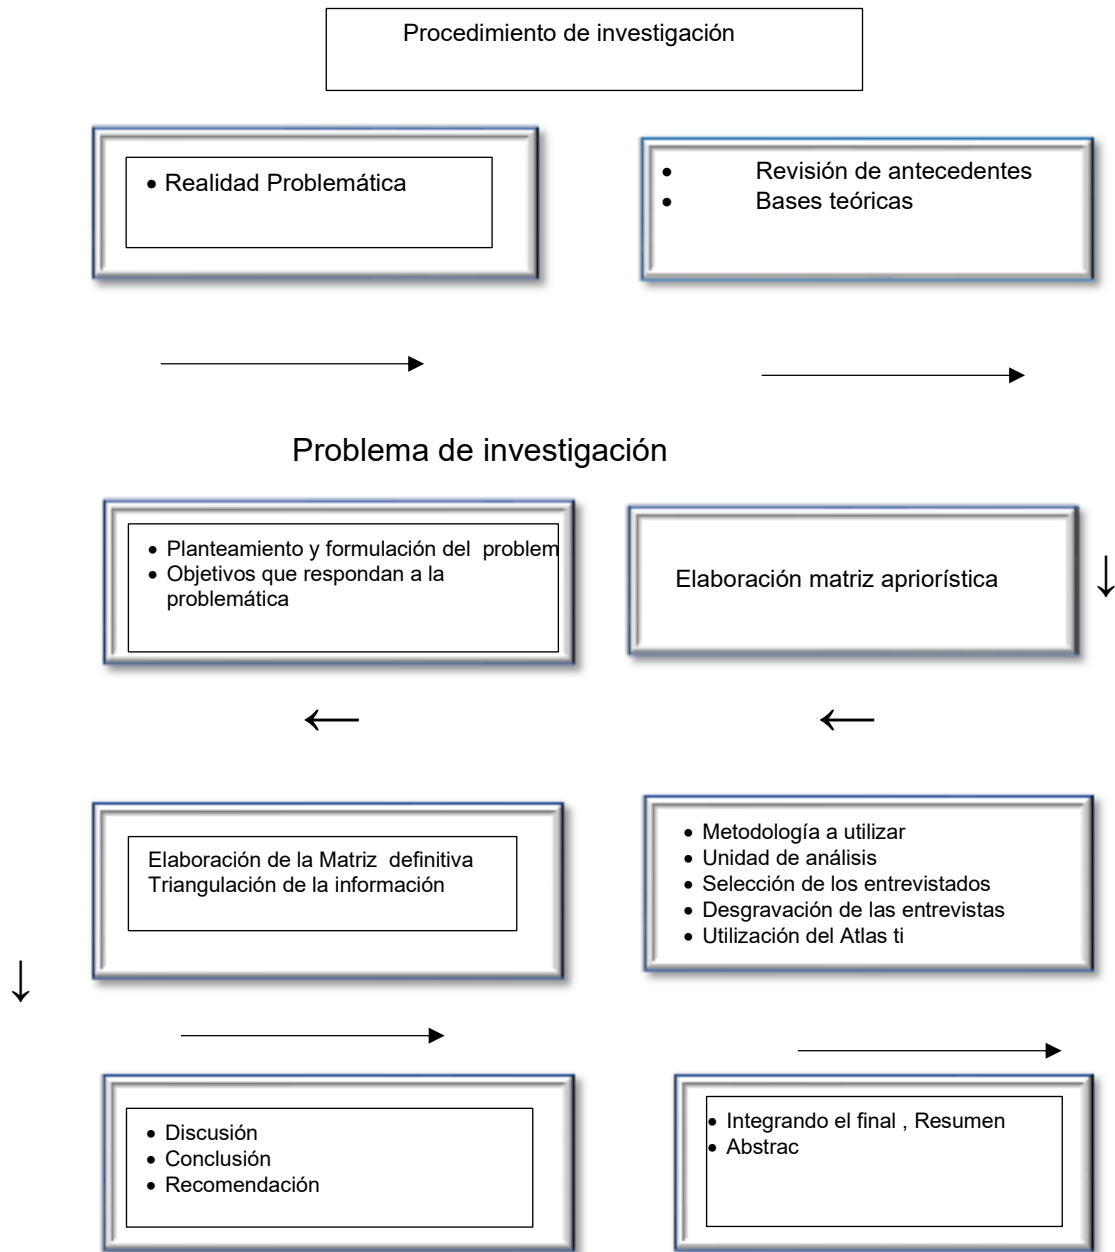 Procedimiento de investigación
• Realidad Problemática
• Revisión de antecedentes
• Bases teóricas
Problema de investigación
• Planteamiento y formulación del problem
• Objetivos que respondan a la
problemática
Elaboración matriz apriorística
Elaboración de la Matriz definitiva
Triangulación de la información
• Metodología a utilizar
• Unidad de análisis
• Selección de los entrevistados
• Desgravación de las entrevistas
• Utilización del Atlas ti
• Discusión
• Conclusión
• Recomendación
• Integrando el final , Resumen
• Abstrac